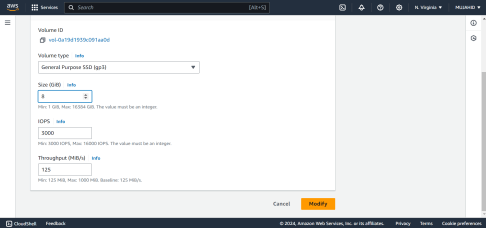 aws
Services
Search
[Alt+S]
N. Virginia
MUJAHID
Volume ID
vol-0a19d1939c091aa0d
Volume type Info
General Purpose SSD (gp3)
Size (GiB) Info
8
Min: 1 GiB, Max: 16384 GiB. The value must be an integer.
IOPS Info
3000
Min: 3000 IOPS, Max: 16000 IOPS. The value must be an integer.
Throughput (MiB/s) Info
125
Min: 125 MiB, Max: 1000 MiB. Baseline: 125 MiB/s.
Cancel
Modify
CloudShell Feedback
© 2024, Amazon Web Services, Inc. or its affiliates. Privacy Terms Cookie preferences